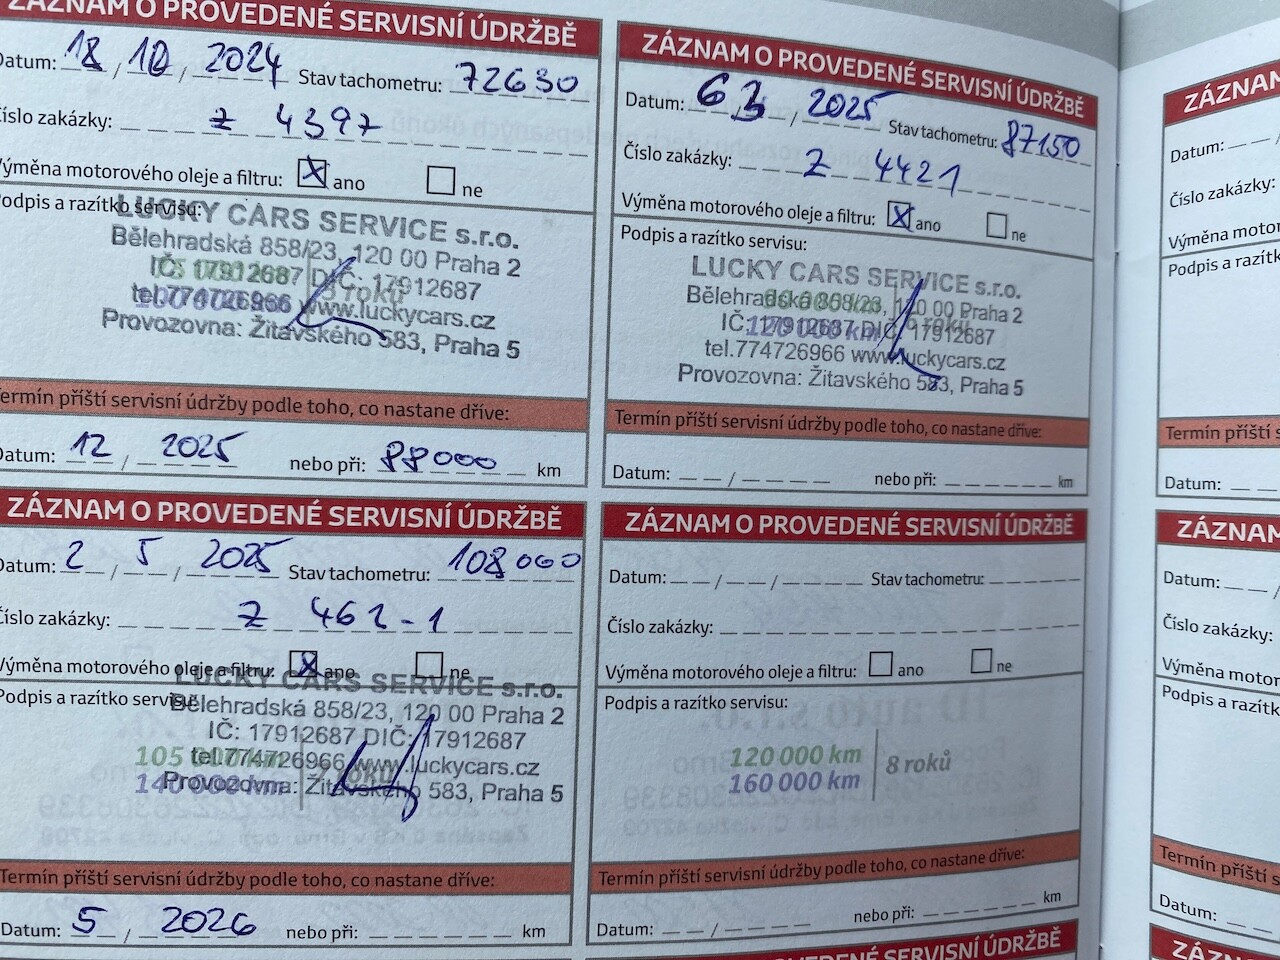 ZÁZNAM O PROVEDENÉ SERVISNÍ ÚDRŽBĚ
Datum: 18 / 10 / 2024 Stav tachometru: 72630
Číslo zakázky: Z 4397
Výměna motorového oleje a filtru: X ano ne
Podpis a razítko servisu:
LUCKY CARS SERVICE s.r.o.
Bělehradská 858/23, 120 00 Praha 2
IČ: 17912687 DIČ: 17912687
tel.774726966 www.luckycars.cz
Provozovna: Žitavského 583, Praha 5
Termín příští servisní údržby podle toho, co nastane dříve:
Datum: 12 / 2025 nebo při: 88000 km
ZÁZNAM O PROVEDENÉ SERVISNÍ ÚDRŽBĚ
Datum: 6 / 3 / 2025 Stav tachometru: 87150
Číslo zakázky: Z 4421
Výměna motorového oleje a filtru: X ano ne
Podpis a razítko servisu:
LUCKY CARS SERVICE s.r.o.
Bělehradská 858/23, 120 00 Praha 2
IČ: 17912687 DIČ: 17912687
120 000 km
tel.774726966 www.luckycars.cz
Provozovna: Žitavského 583, Praha 5
Termín příští servisní údržby podle toho, co nastane dříve:
Datum: / nebo při: km
ZÁZNAM O PROVEDENÉ SERVISNÍ ÚDRŽBĚ
Datum: 2 / 5 / 2025 Stav tachometru: 108000
Číslo zakázky: Z 462-1
Výměna motorového oleje a filtru: X ano ne
Podpis a razítko servisu:
LUCKY CARS SERVICE s.r.o.
Bělehradská 858/23, 120 00 Praha 2
IČ: 17912687 DIČ: 17912687
105 000 km
tel.774726966 www.luckycars.cz
140 000 km
Provozovna: Žitavského 583, Praha 5
Termín příští servisní údržby podle toho, co nastane dříve:
Datum: 5 / 2026 nebo při: km
ZÁZNAM O PROVEDENÉ SERVISNÍ ÚDRŽBĚ
Datum: / / Stav tachometru:
Číslo zakázky:
Výměna motorového oleje a filtru: ano ne
Podpis a razítko servisu:
120 000 km
160 000 km
8 roků
Termín příští servisní údržby podle toho, co nastane dříve:
Datum: / nebo při: km
PROVEDENÉ SERVISNÍ ÚDRŽBĚ
ZÁZNAM
Datum:
Číslo zakázky:
Výměna
Podpis a
Termín příští
Datum:
ZÁZNAM
Datum:
Číslo zakázky:
Výměna
Podpis a
Termín příští
Datum: